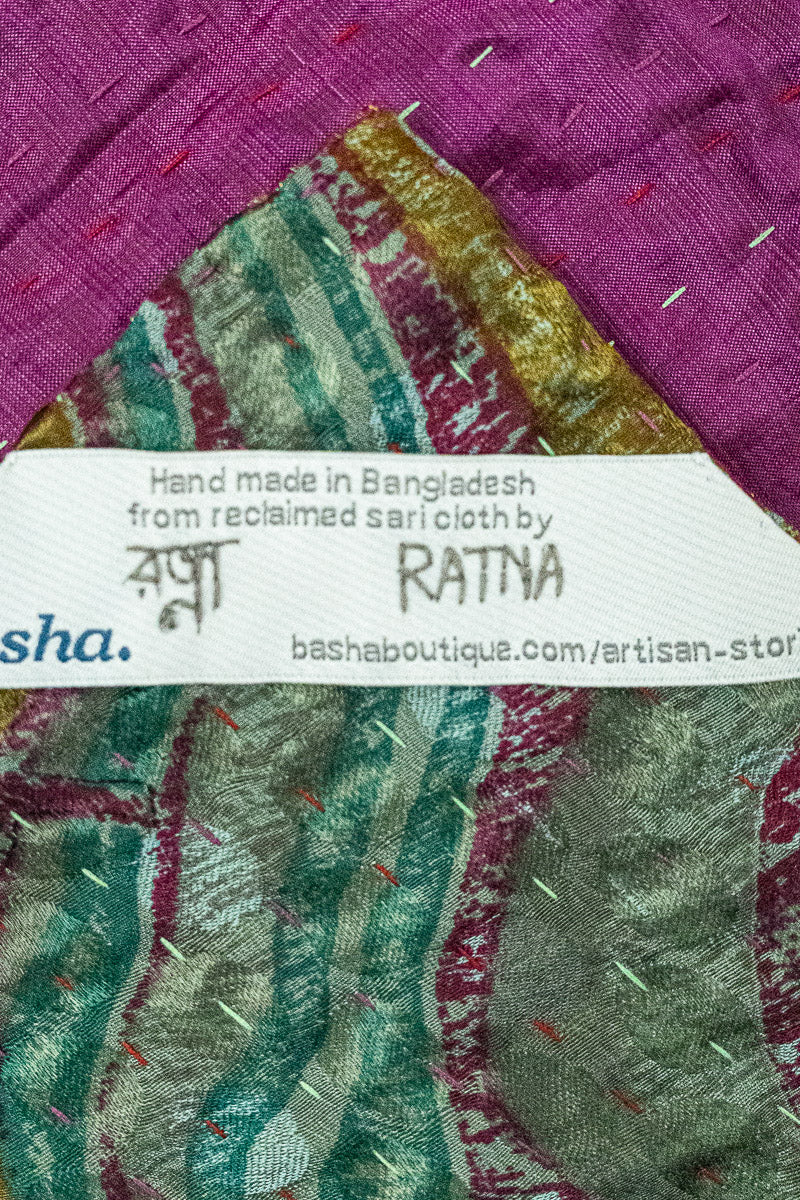 Hand made in Bangladesh
from reclaimed sari cloth by
রত্না RATNA
sha.
bashaboutique.com/artisan-stor